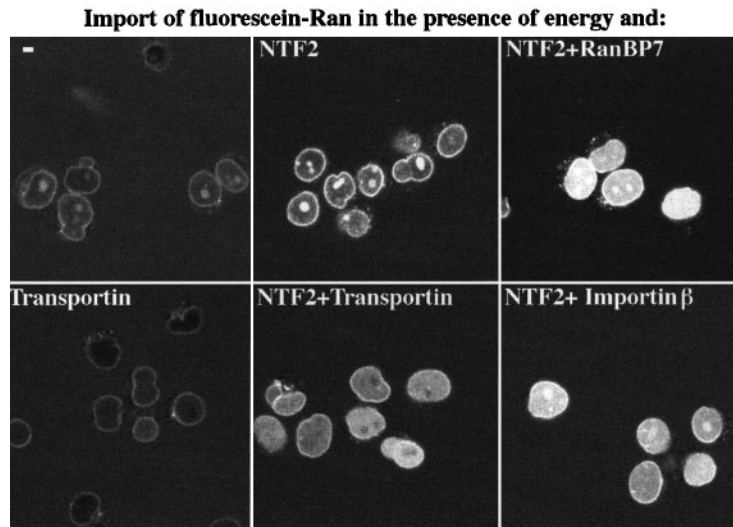 Import of fluorescein-Ran in the presence of energy and:
NTF2
NTF2+RanBP7
Transportin
NTF2+Transportin
NTF2+ Importin β